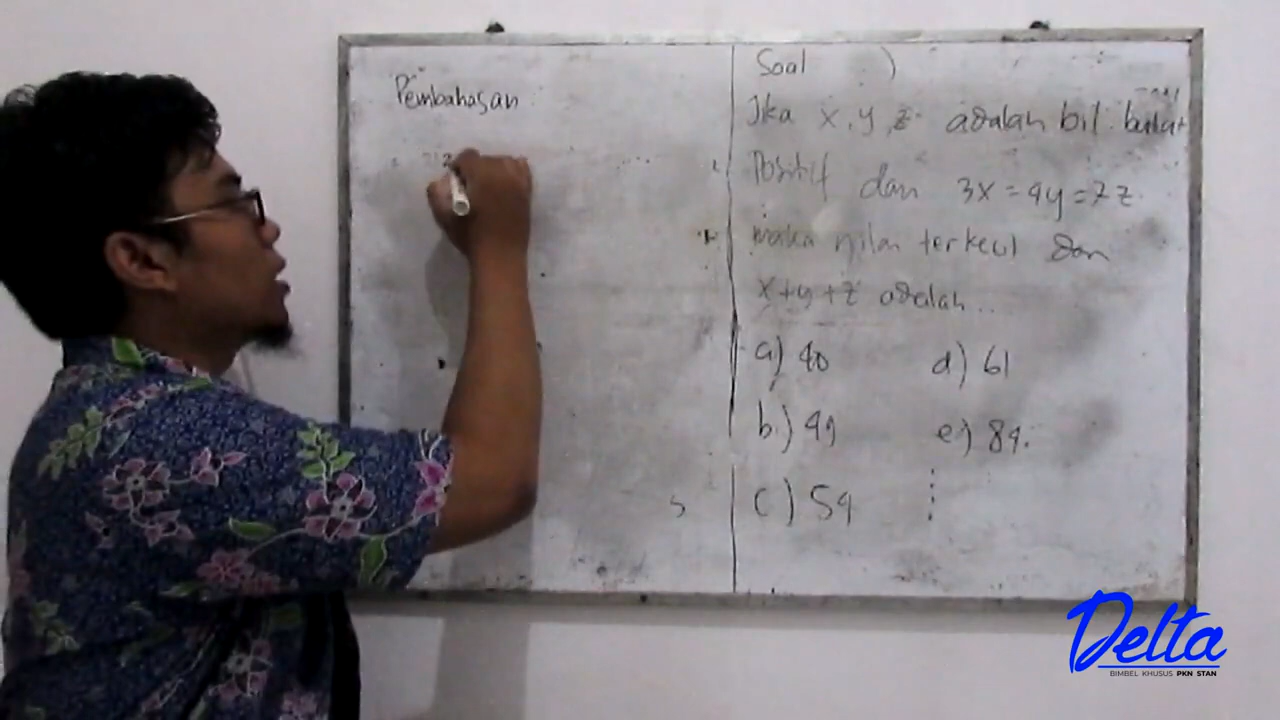 Pembahasan
Soal )
Jika x, y, z adalah bil. bulat
Positif dan 3x = 4y = 7z.
maka nilai terkecil dari
x+y+z adalah ..
a) 40 d) 61
b.) 49 e.) 84.
c) 54
Delta
BIMBEL KHUSUS PKN STAN